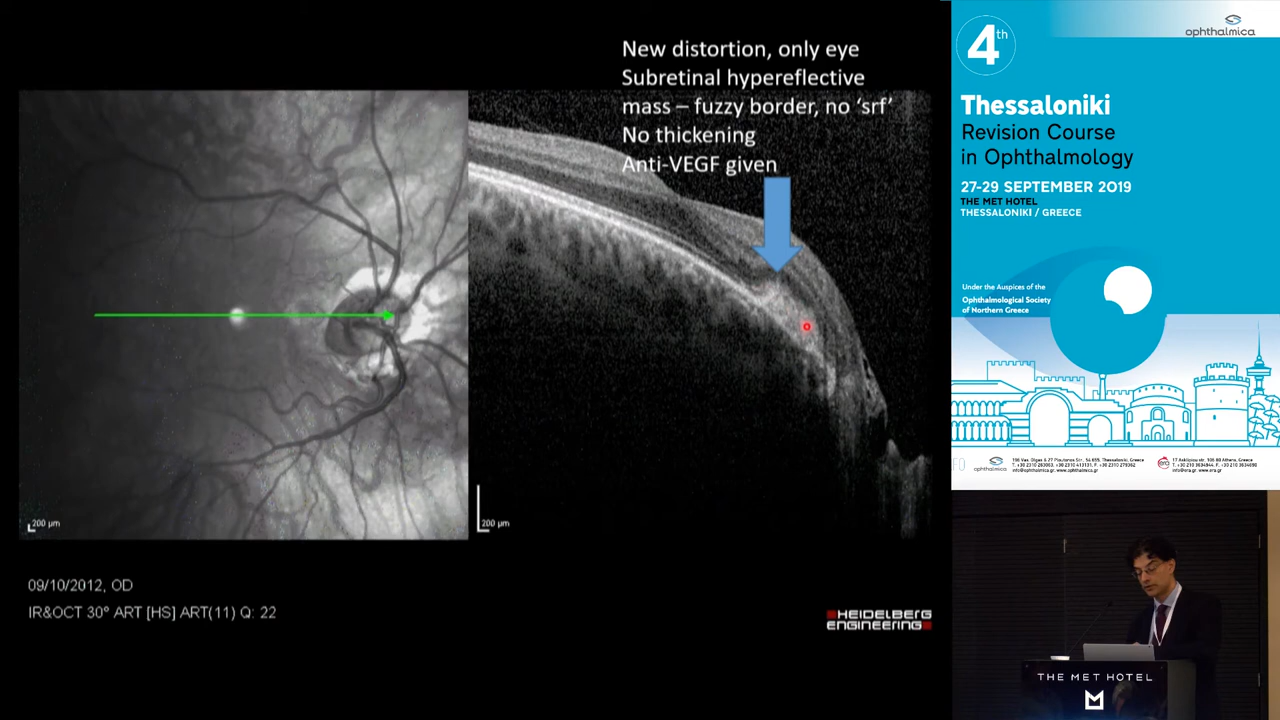 New distortion, only eye
Subretinal hypereflective
mass – fuzzy border, no ‘srf’
No thickening
Anti-VEGF given
200 µm
200 µm
09/10/2012, OD
IR&OCT 30° ART [HS] ART(11) Q: 22
HEIDELBERG
ENGINEERING
ophthalmica
4th
Thessaloniki
Revision Course
in Ophthalmology
27-29 SEPTEMBER 2019
THE MET HOTEL
THESSALONIKI / GREECE
Under the Auspices of the
Ophthalmological Society
of Northern Greece
ophthalmica
THE MET HOTEL
M